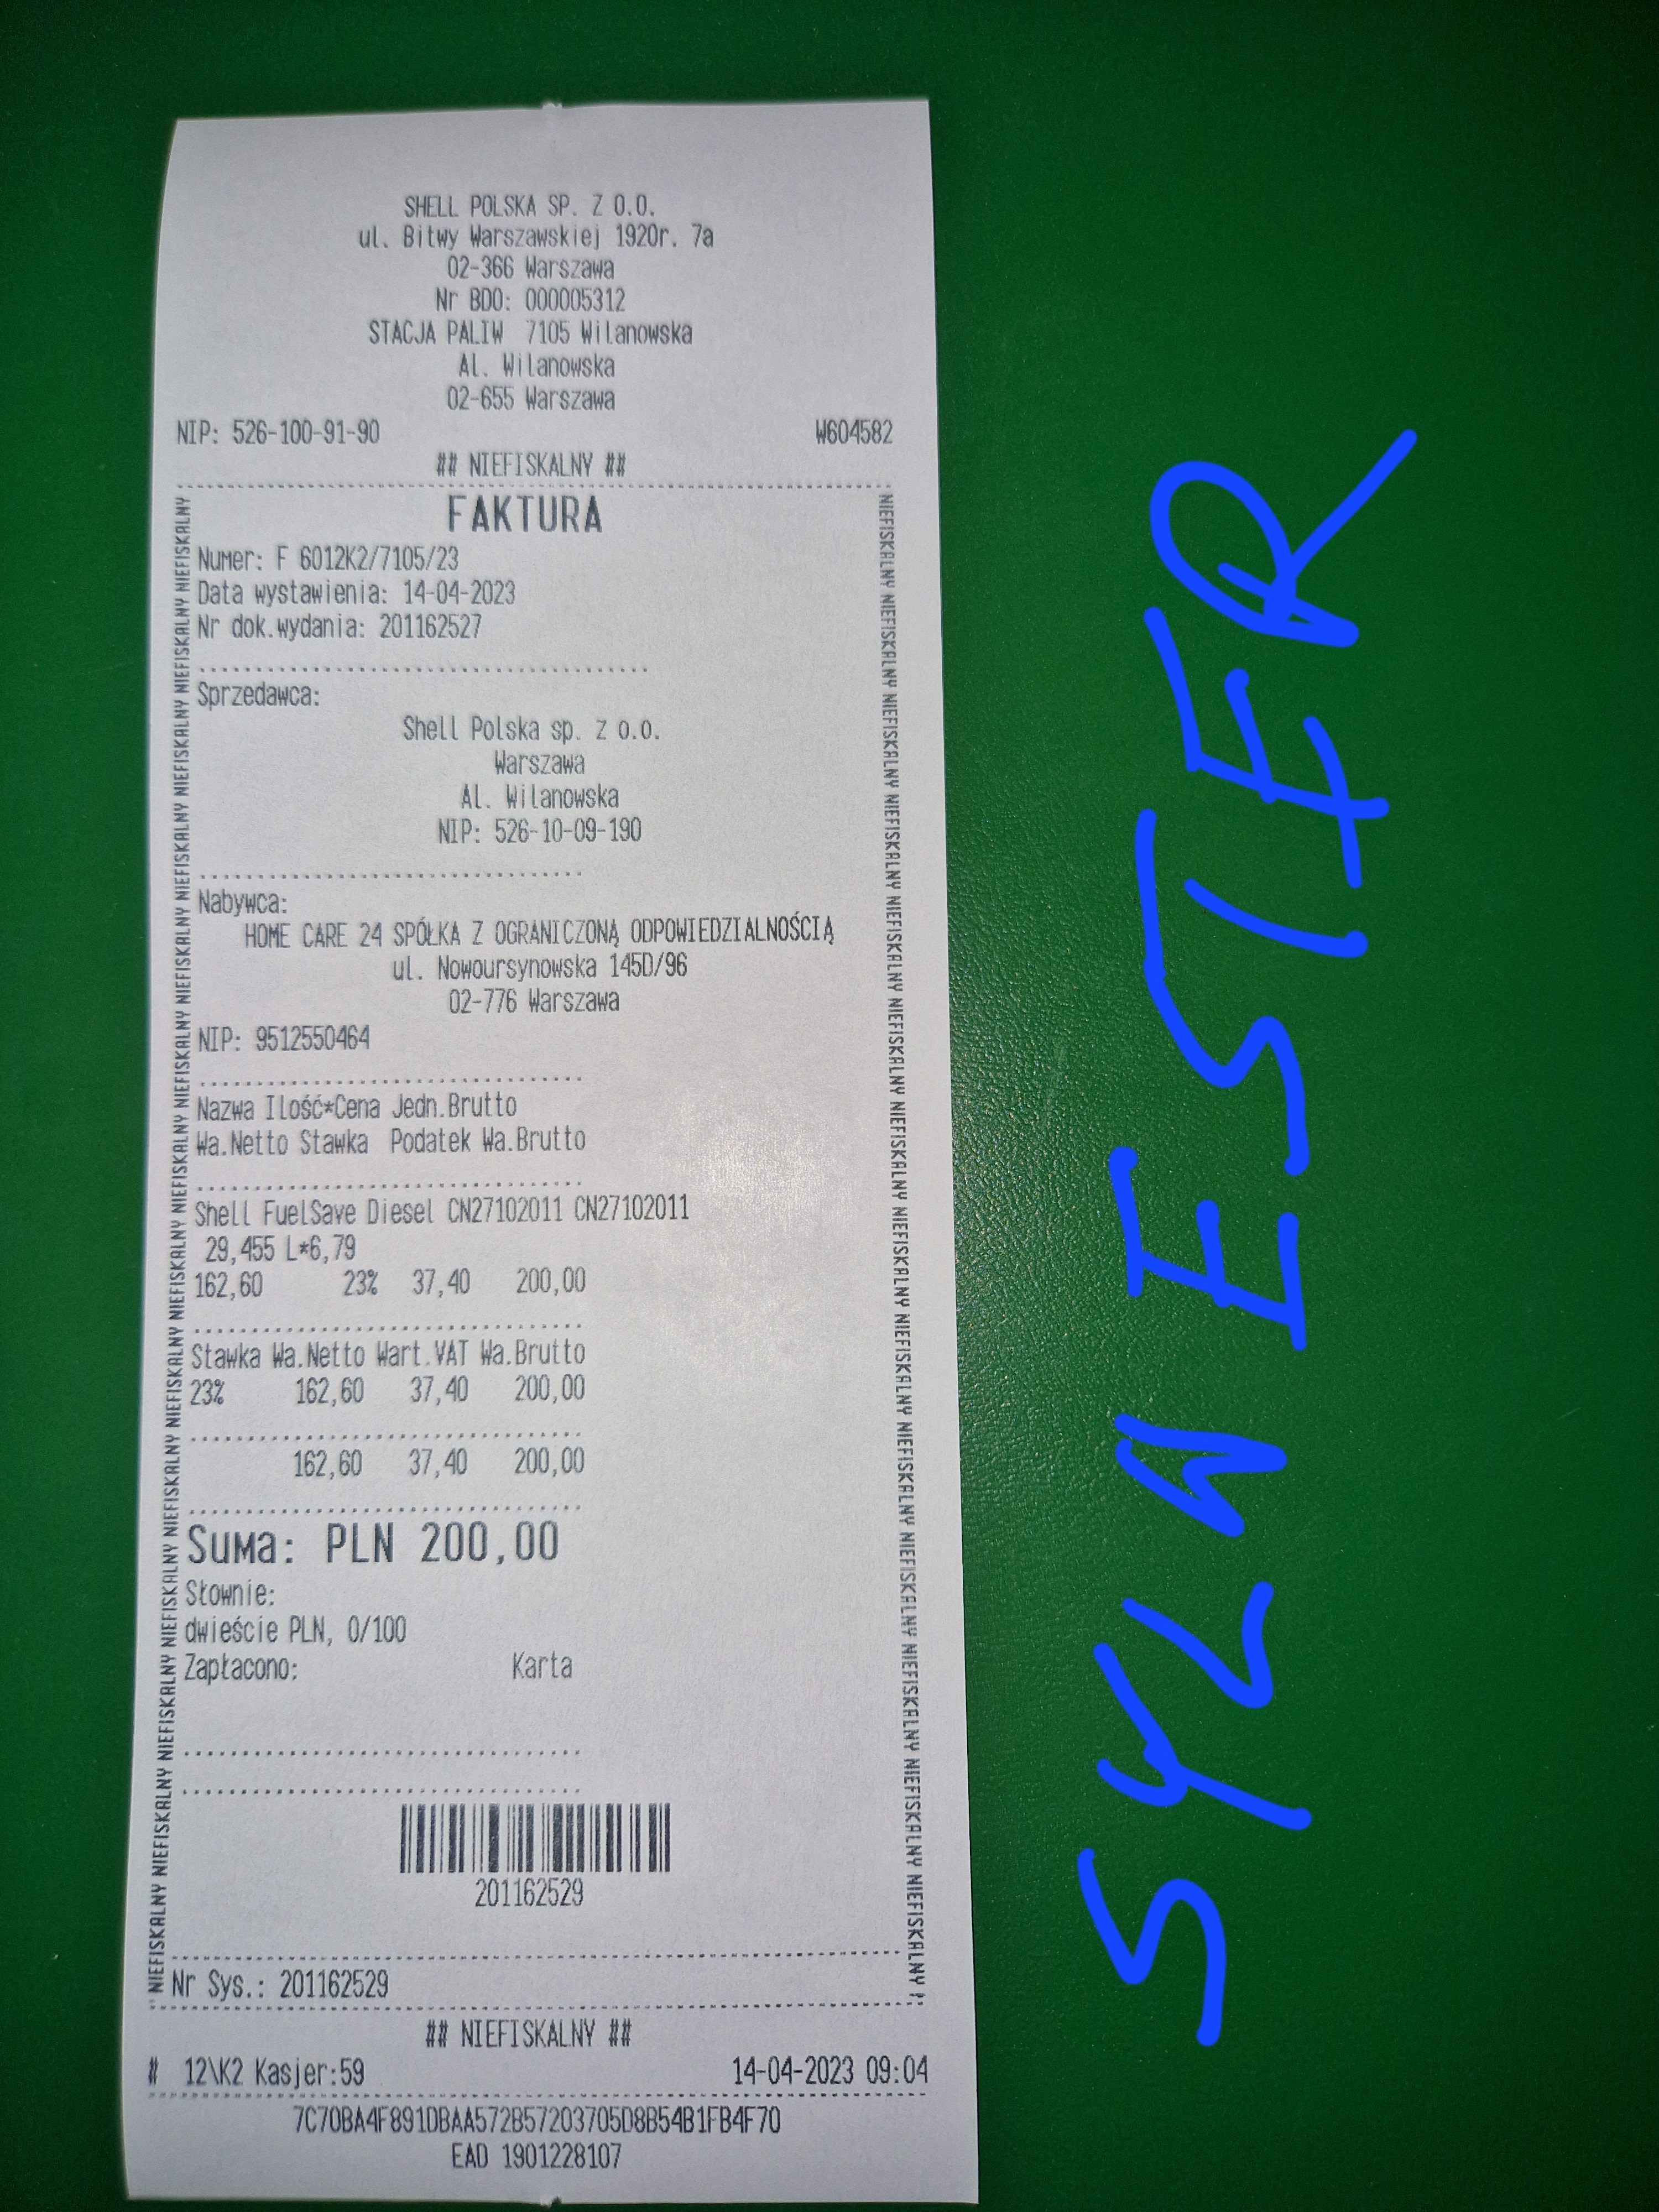 SHELL POLSKA SP. Z O.O.
ul. Bitwy Warszawskiej 1920r. 7a
02-366 Warszawa
Nr BDO: 000005312
STACJA PALIW 7105 Wilanowska
Al. Wilanowska
02-655 Warszawa
NIP: 526-100-91-90 W604582
## NIEFISKALNY ##
FAKTURA
Numer: F 6012K2/7105/23
Data wystawienia: 14-04-2023
Nr dok.wydania: 201162527
Sprzedawca:
Shell Polska sp. z o.o.
Warszawa
Al. Wilanowska
NIP: 526-10-09-190
Nabywca:
HOME CARE 24 SPÓŁKA Z OGRANICZONĄ ODPOWIEDZIALNOŚCIĄ
ul. Nowoursynowska 145D/96
02-776 Warszawa
NIP: 9512550464
Nazwa Ilość*Cena Jedn.Brutto
Wa.Netto Stawka Podatek Wa.Brutto
Shell FuelSave Diesel CN27102011 CN27102011
29,455 L*6,79
162,60 23% 37,40 200,00
Stawka Wa.Netto Wart.VAT Wa.Brutto
23% 162,60 37,40 200,00
162,60 37,40 200,00
Suma: PLN 200,00
Słownie:
dwieście PLN, 0/100
Zapłacono: Karta
201162529
Nr Sys.: 201162529
## NIEFISKALNY ##
# 12\K2 Kasjer:59 14-04-2023 09:04
7C70BA4F891DBAA572B57203705D8B54B1FB4F70
EAD 1901228107
NIEFISKALNY NIEFISKALNY NIEFISKALNY NIEFISKALNY NIEFISKALNY NIEFISKALNY NIEFISKALNY NIEFISKALNY NIEFISKALNY NIEFISKALNY NIEFISKALNY NIEFISKALNY
NIEFISKALNY NIEFISKALNY NIEFISKALNY NIEFISKALNY NIEFISKALNY NIEFISKALNY NIEFISKALNY NIEFISKALNY NIEFISKALNY NIEFISKALNY NIEFISKALNY NIEFISKALNY
SYLWESTER